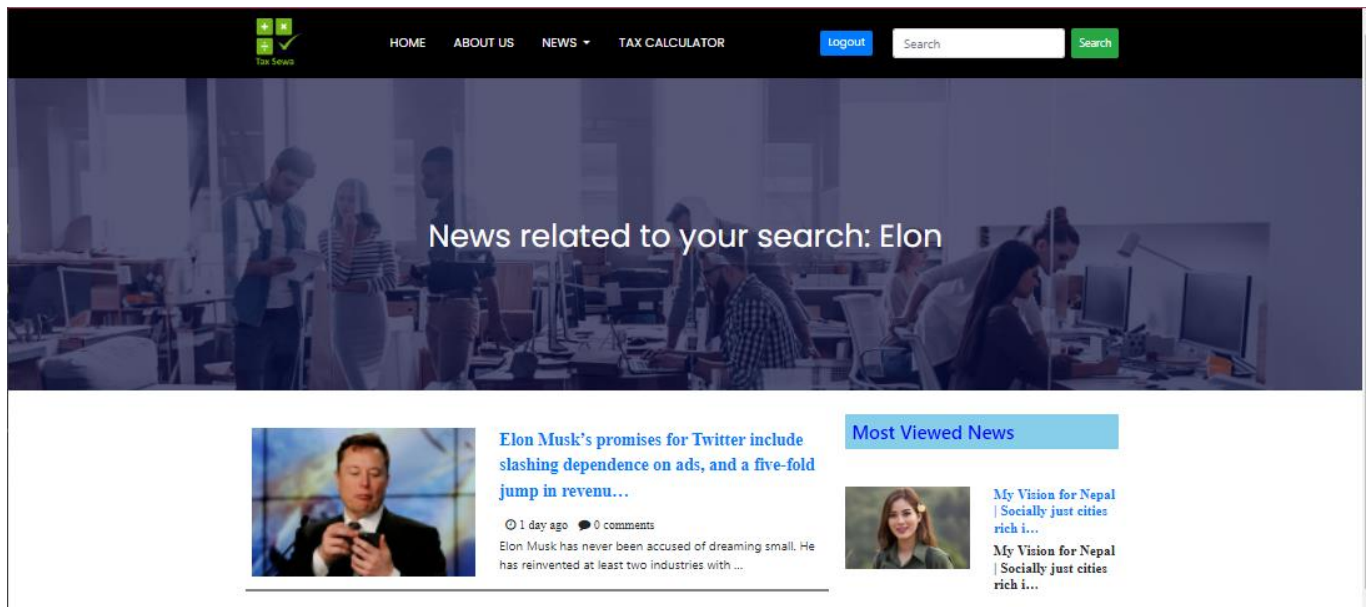 Tax Sewa
HOME ABOUT US NEWS TAX CALCULATOR Logout Search Search
News related to your search: Elon
Elon Musk’s promises for Twitter include
slashing dependence on ads, and a five-fold
jump in revenu…
1 day ago 0 comments
Elon Musk has never been accused of dreaming small. He
has reinvented at least two industries with ...
Most Viewed News
My Vision for Nepal
| Socially just cities
rich i…
My Vision for Nepal
| Socially just cities
rich i…